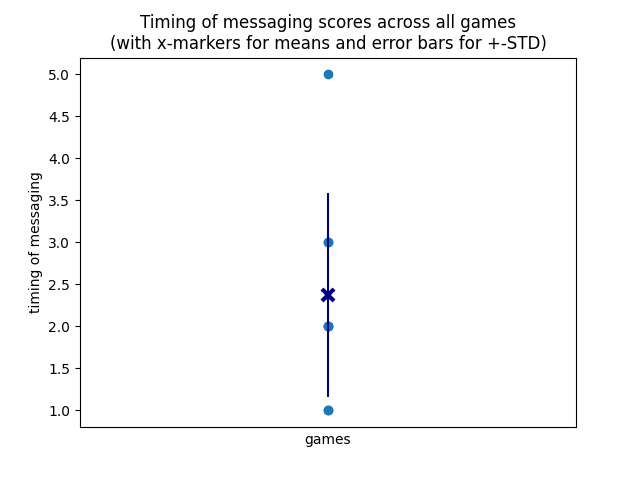 Timing of messaging scores across all games
(with x-markers for means and error bars for +-STD)
5.0
4.5
4.0
3.5
3.0
2.5
2.0
1.5
1.0
timing of messaging
games